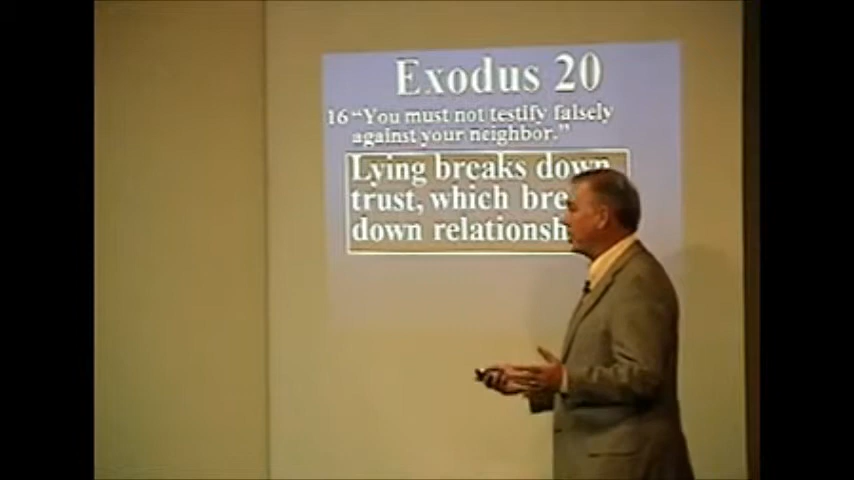 Exodus 20
16 “You must not testify falsely
against your neighbor.”
Lying breaks down
trust, which bre
down relationsh